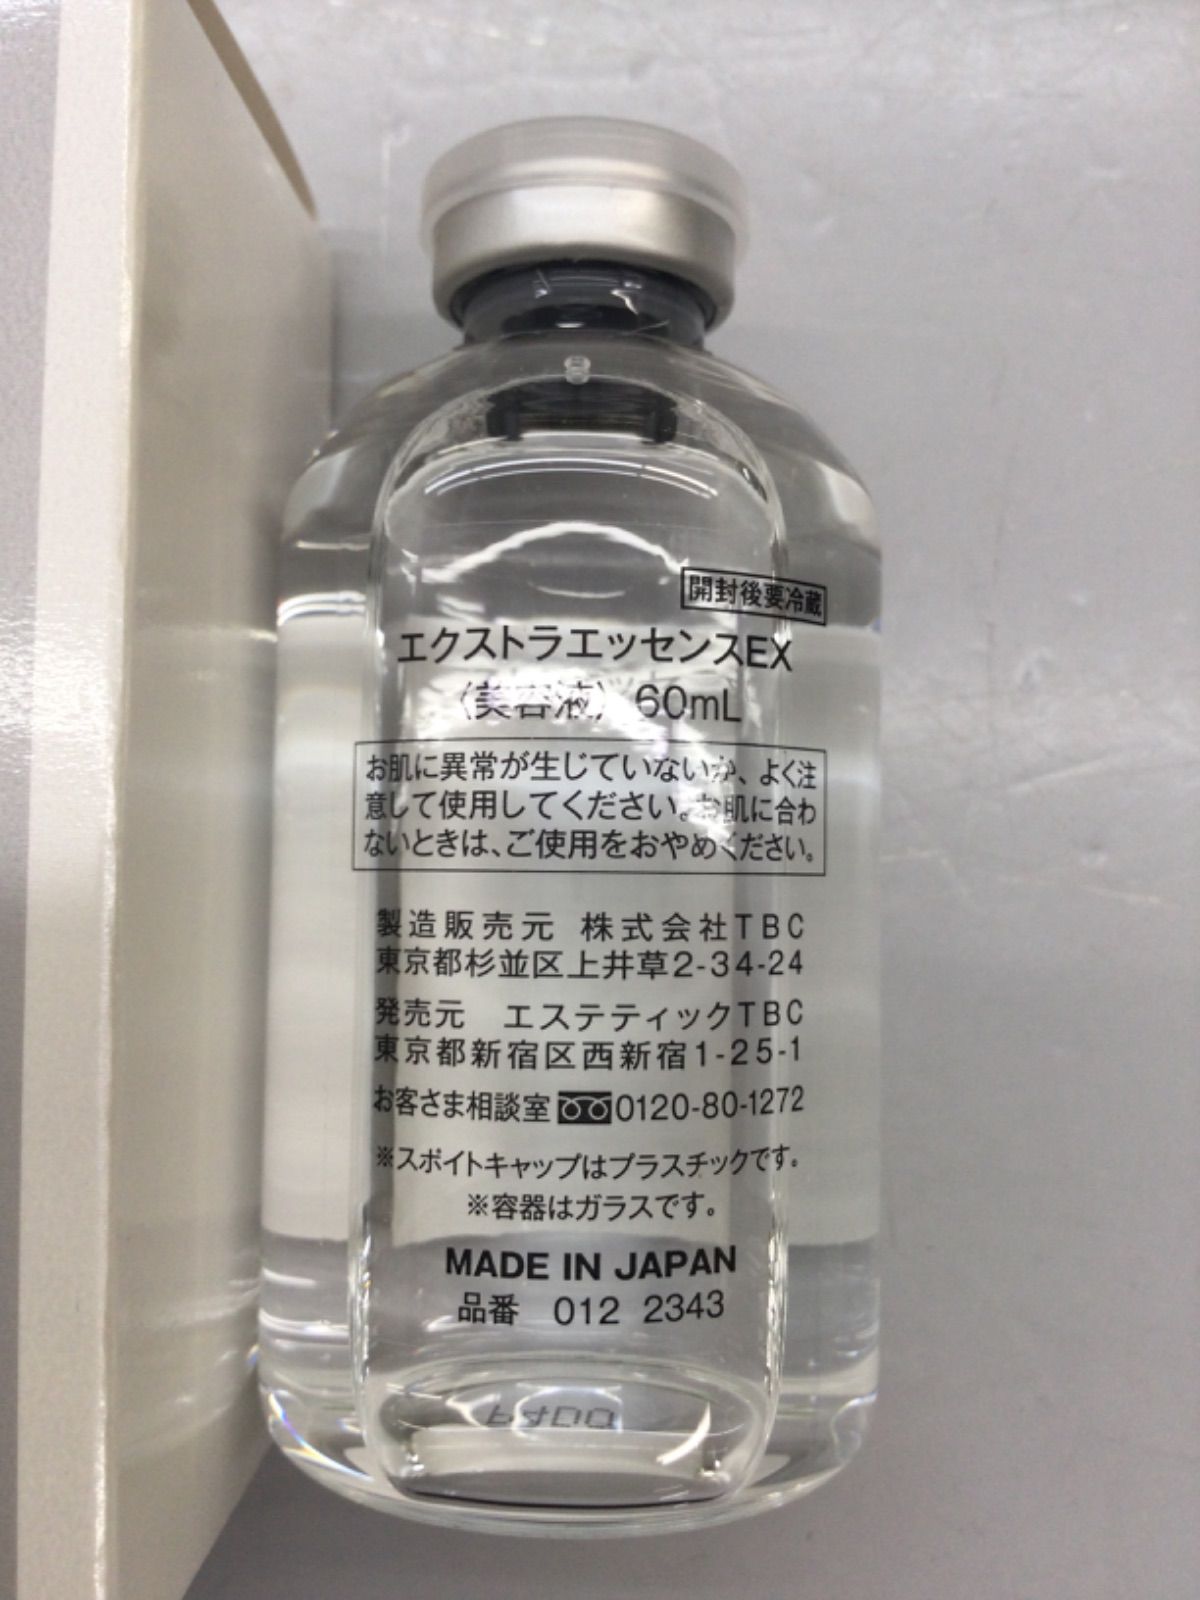 開封後要冷蔵
エクストラエッセンスEX
〈美容液〉 60mL
お肌に異常が生じていないか、よく注
意して使用してください。お肌に合わ
ないときは、ご使用をおやめください。
製造販売元 株式会社TBC
東京都杉並区上井草2-34-24
発売元 エステティックTBC
東京都新宿区西新宿1-25-1
お客さま相談室 0120-80-1272
※スポイトキャップはプラスチックです。
※容器はガラスです。
MADE IN JAPAN
品番 012 2343